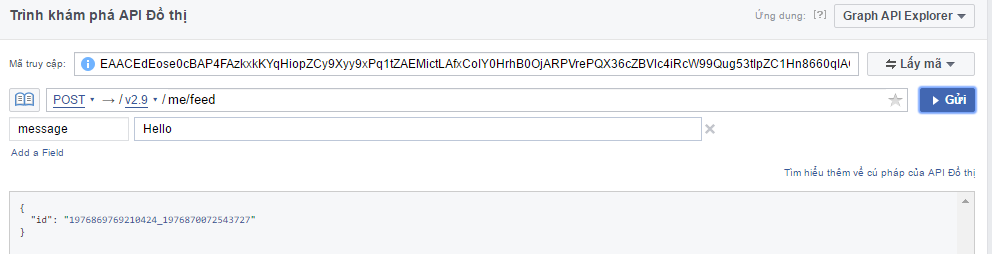 Trình khám phá API Đồ thị
Ứng dụng: [?] Graph API Explorer
Mã truy cập: Lấy mã
POST → / v2.9 / me/feed Gửi
message Hello
Add a Field
Tìm hiểu thêm về cú pháp của API Đồ thị
{
"id": "1976869769210424_1976870072543727"
}